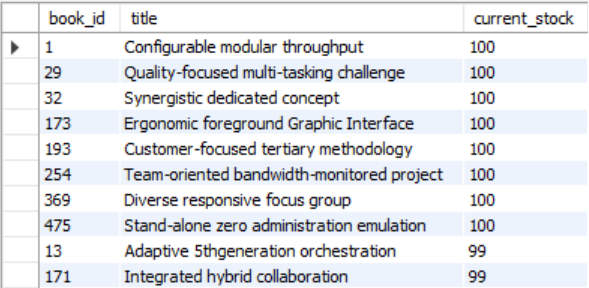 book_id title current_stock
1 Configurable modular throughput 100
29 Quality-focused multi-tasking challenge 100
32 Synergistic dedicated concept 100
173 Ergonomic foreground Graphic Interface 100
193 Customer-focused tertiary methodology 100
254 Team-oriented bandwidth-monitored project 100
369 Diverse responsive focus group 100
475 Stand-alone zero administration emulation 100
13 Adaptive 5thgeneration orchestration 99
171 Integrated hybrid collaboration 99